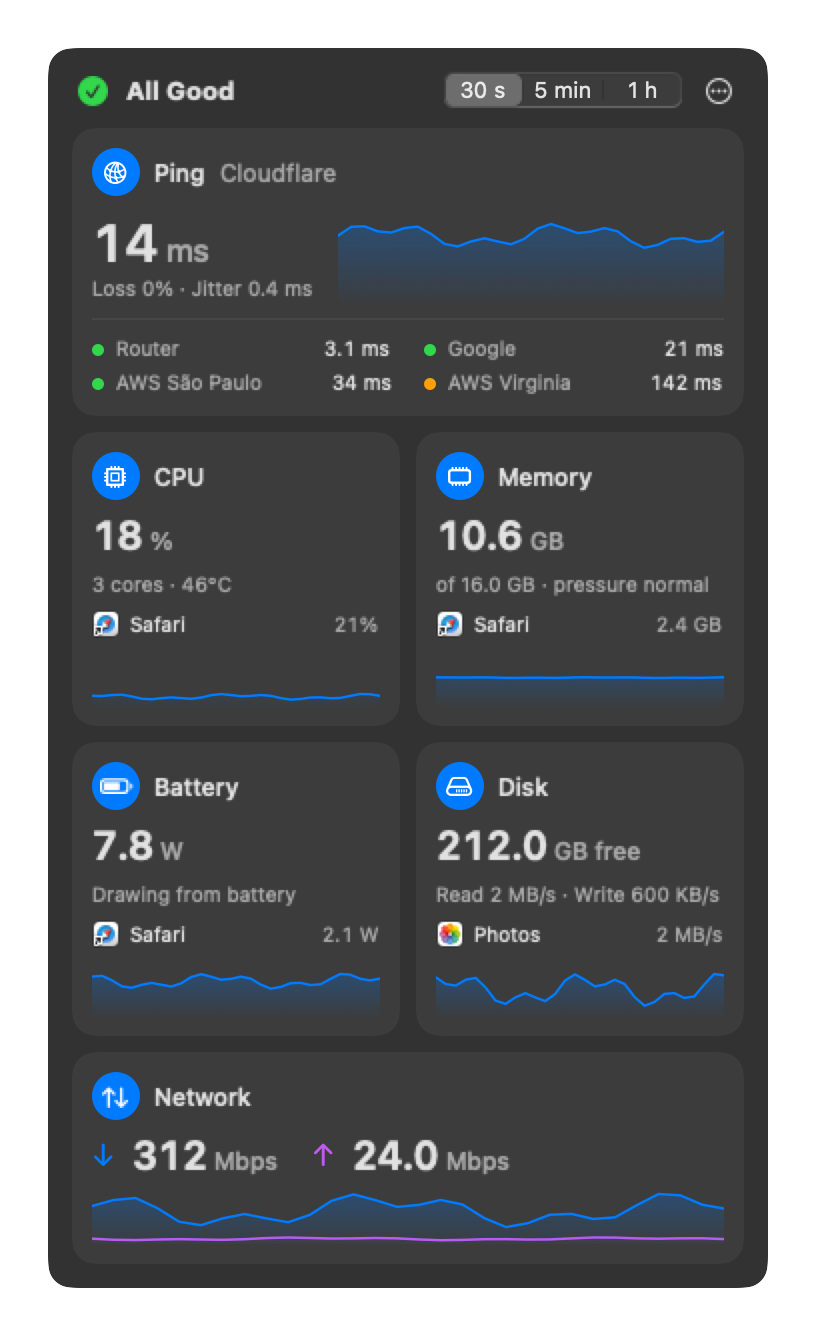 All Good 30 s 5 min 1 h
Ping Cloudflare
14 ms
Loss 0% · Jitter 0.4 ms
Router 3.1 ms Google 21 ms
AWS São Paulo 34 ms AWS Virginia 142 ms
CPU
18 %
3 cores · 46°C
Safari 21%
Memory
10.6 GB
of 16.0 GB · pressure normal
Safari 2.4 GB
Battery
7.8 W
Drawing from battery
Safari 2.1 W
Disk
212.0 GB free
Read 2 MB/s · Write 600 KB/s
Photos 2 MB/s
Network
↓ 312 Mbps ↑ 24.0 Mbps